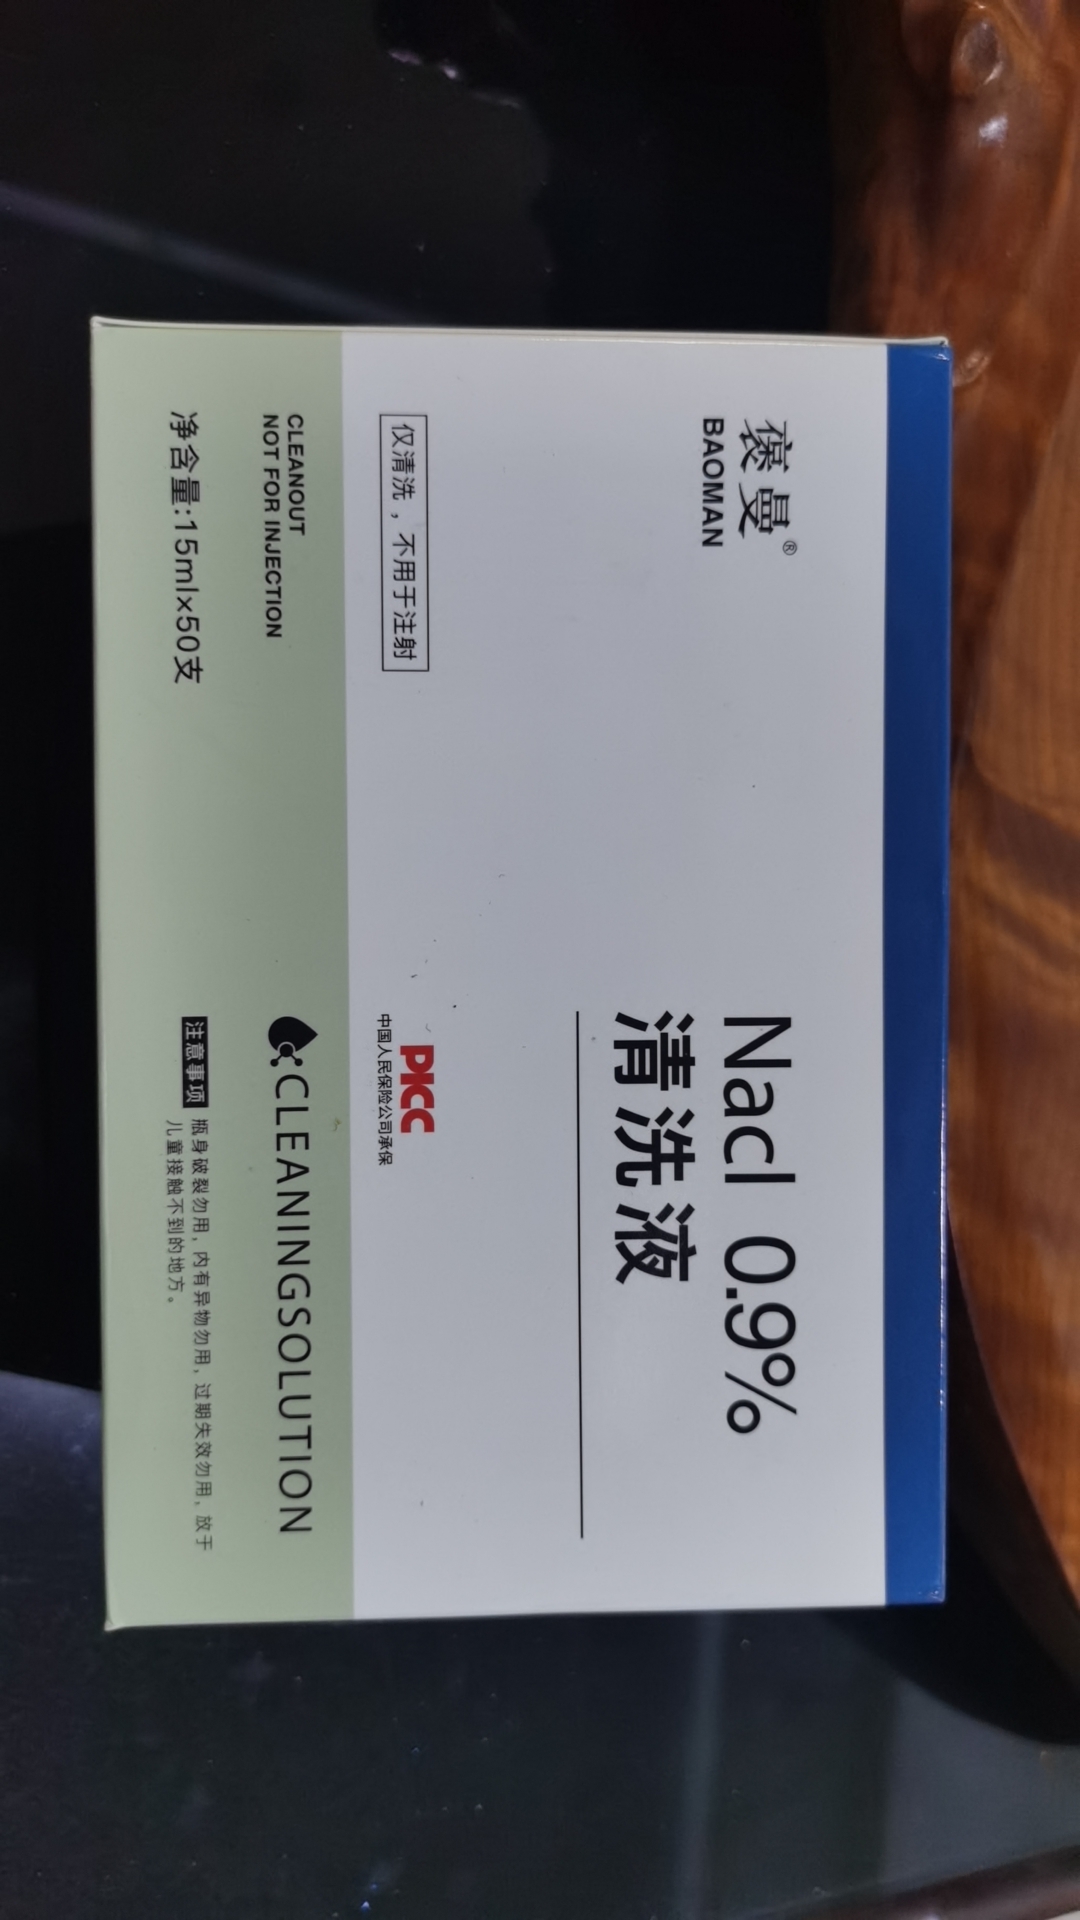 褒曼®
BAOMAN
Nacl 0.9%
清洗液
仅清洗，不用于注射
PICC
中国人民保险公司承保
CLEANOUT
NOT FOR INJECTION
CLEANINGSOLUTION
净含量:15ml×50支
注意事项 瓶身破裂勿用，内有异物勿用，过期失效勿用，放于
儿童接触不到的地方。